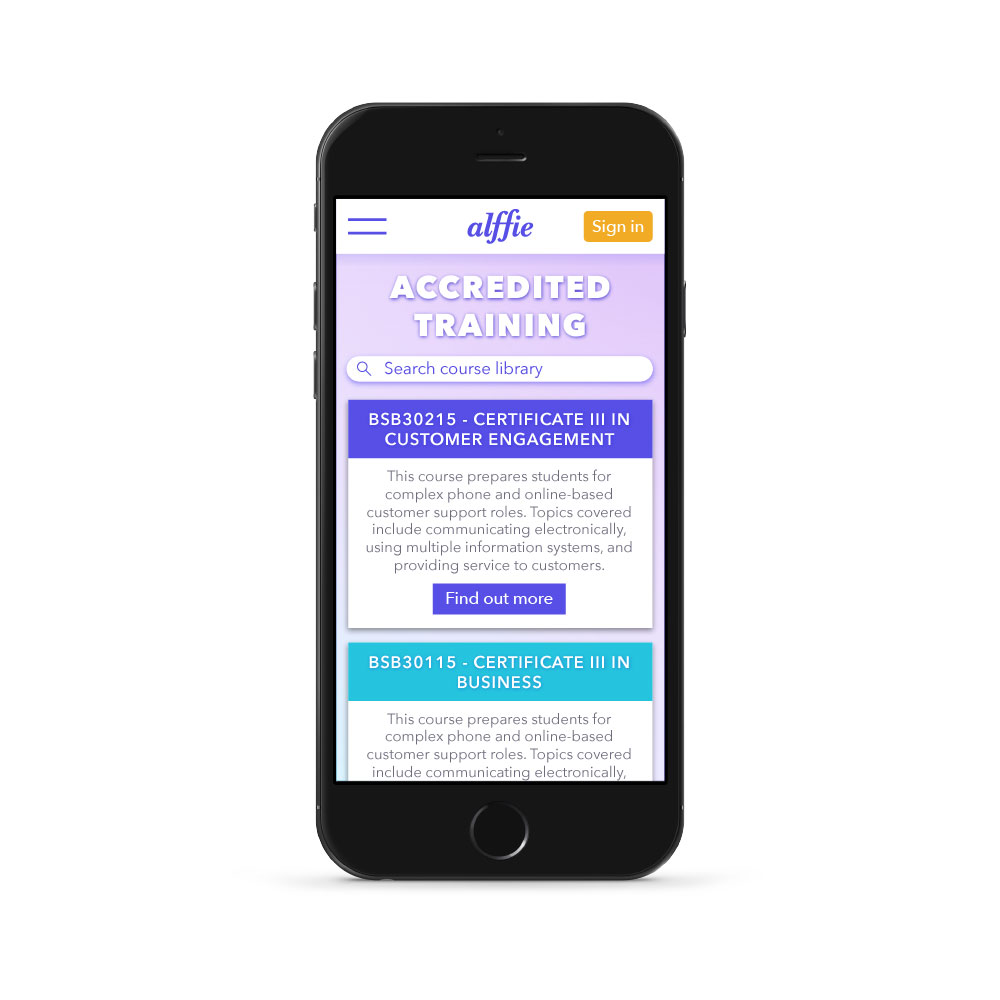 alffie
Sign in
ACCREDITED
TRAINING
Search course library
BSB30215 - CERTIFICATE III IN
CUSTOMER ENGAGEMENT
This course prepares students for
complex phone and online-based
customer support roles. Topics covered
include communicating electronically,
using multiple information systems, and
providing service to customers.
Find out more
BSB30115 - CERTIFICATE III IN
BUSINESS
This course prepares students for
complex phone and online-based
customer support roles. Topics covered
include communicating electronically,